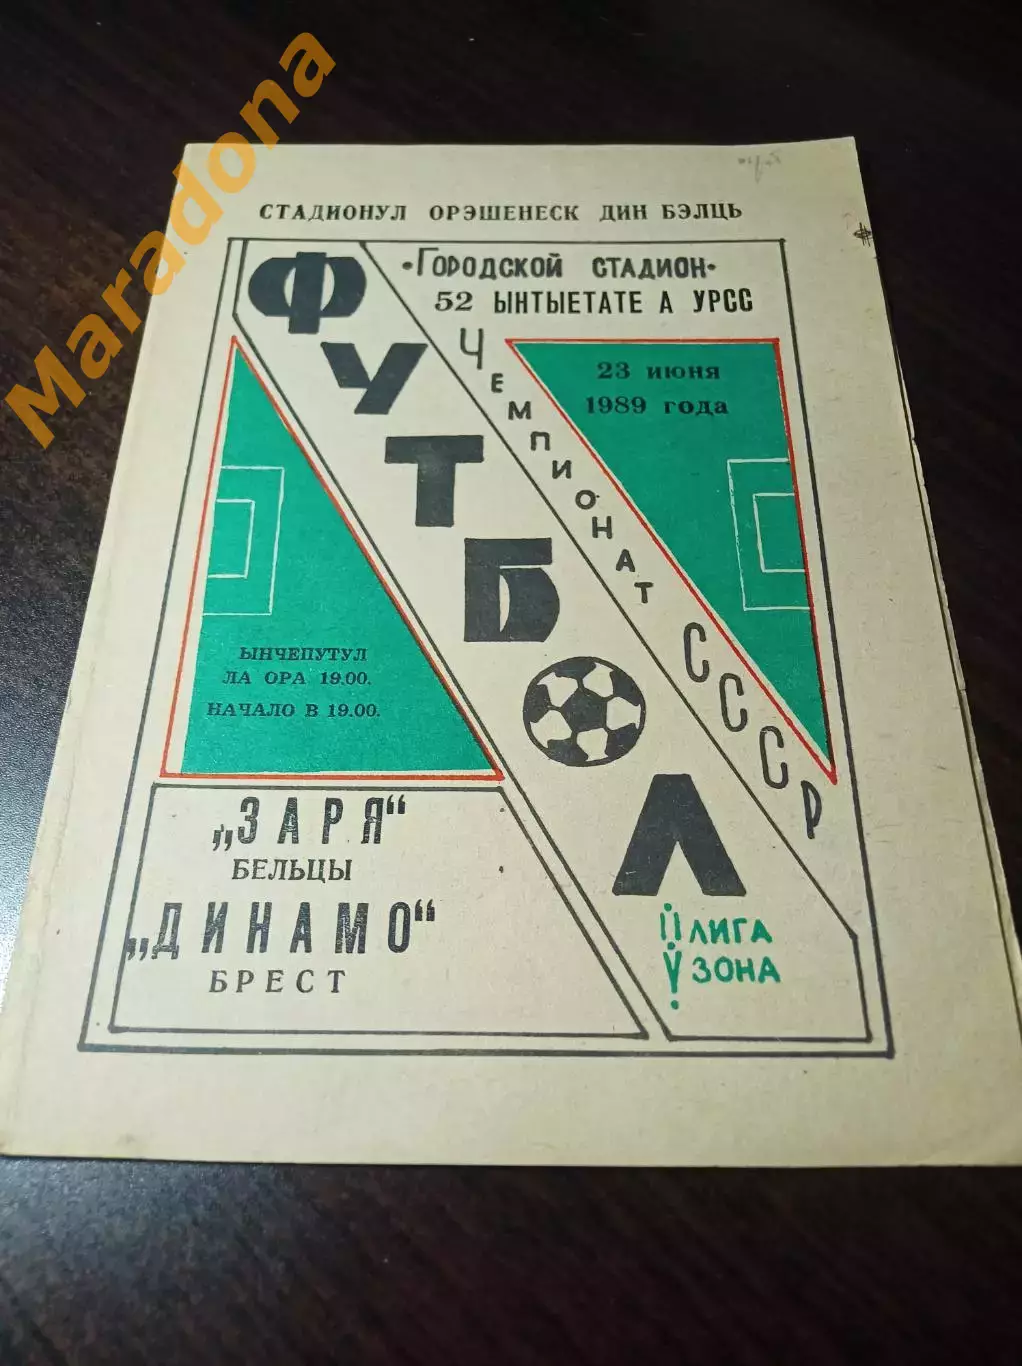 Maradona
СТАДИОНУЛ ОРЭШЕНЕСК ДИН БЭЛЦЬ
•ГОРОДСКОЙ СТАДИОН•
52 ЫНТЫЕТАТЕ А УРСС
ФУТБОЛ
ЧЕМПИОНАТ СССР
23 июня
1989 года
ЫНЧЕПУТУЛ
ЛА ОРА 19.00.
НАЧАЛО В 19.00.
„ЗАРЯ“
БЕЛЬЦЫ
„ДИНАМО“
БРЕСТ
II ЛИГА
V ЗОНА